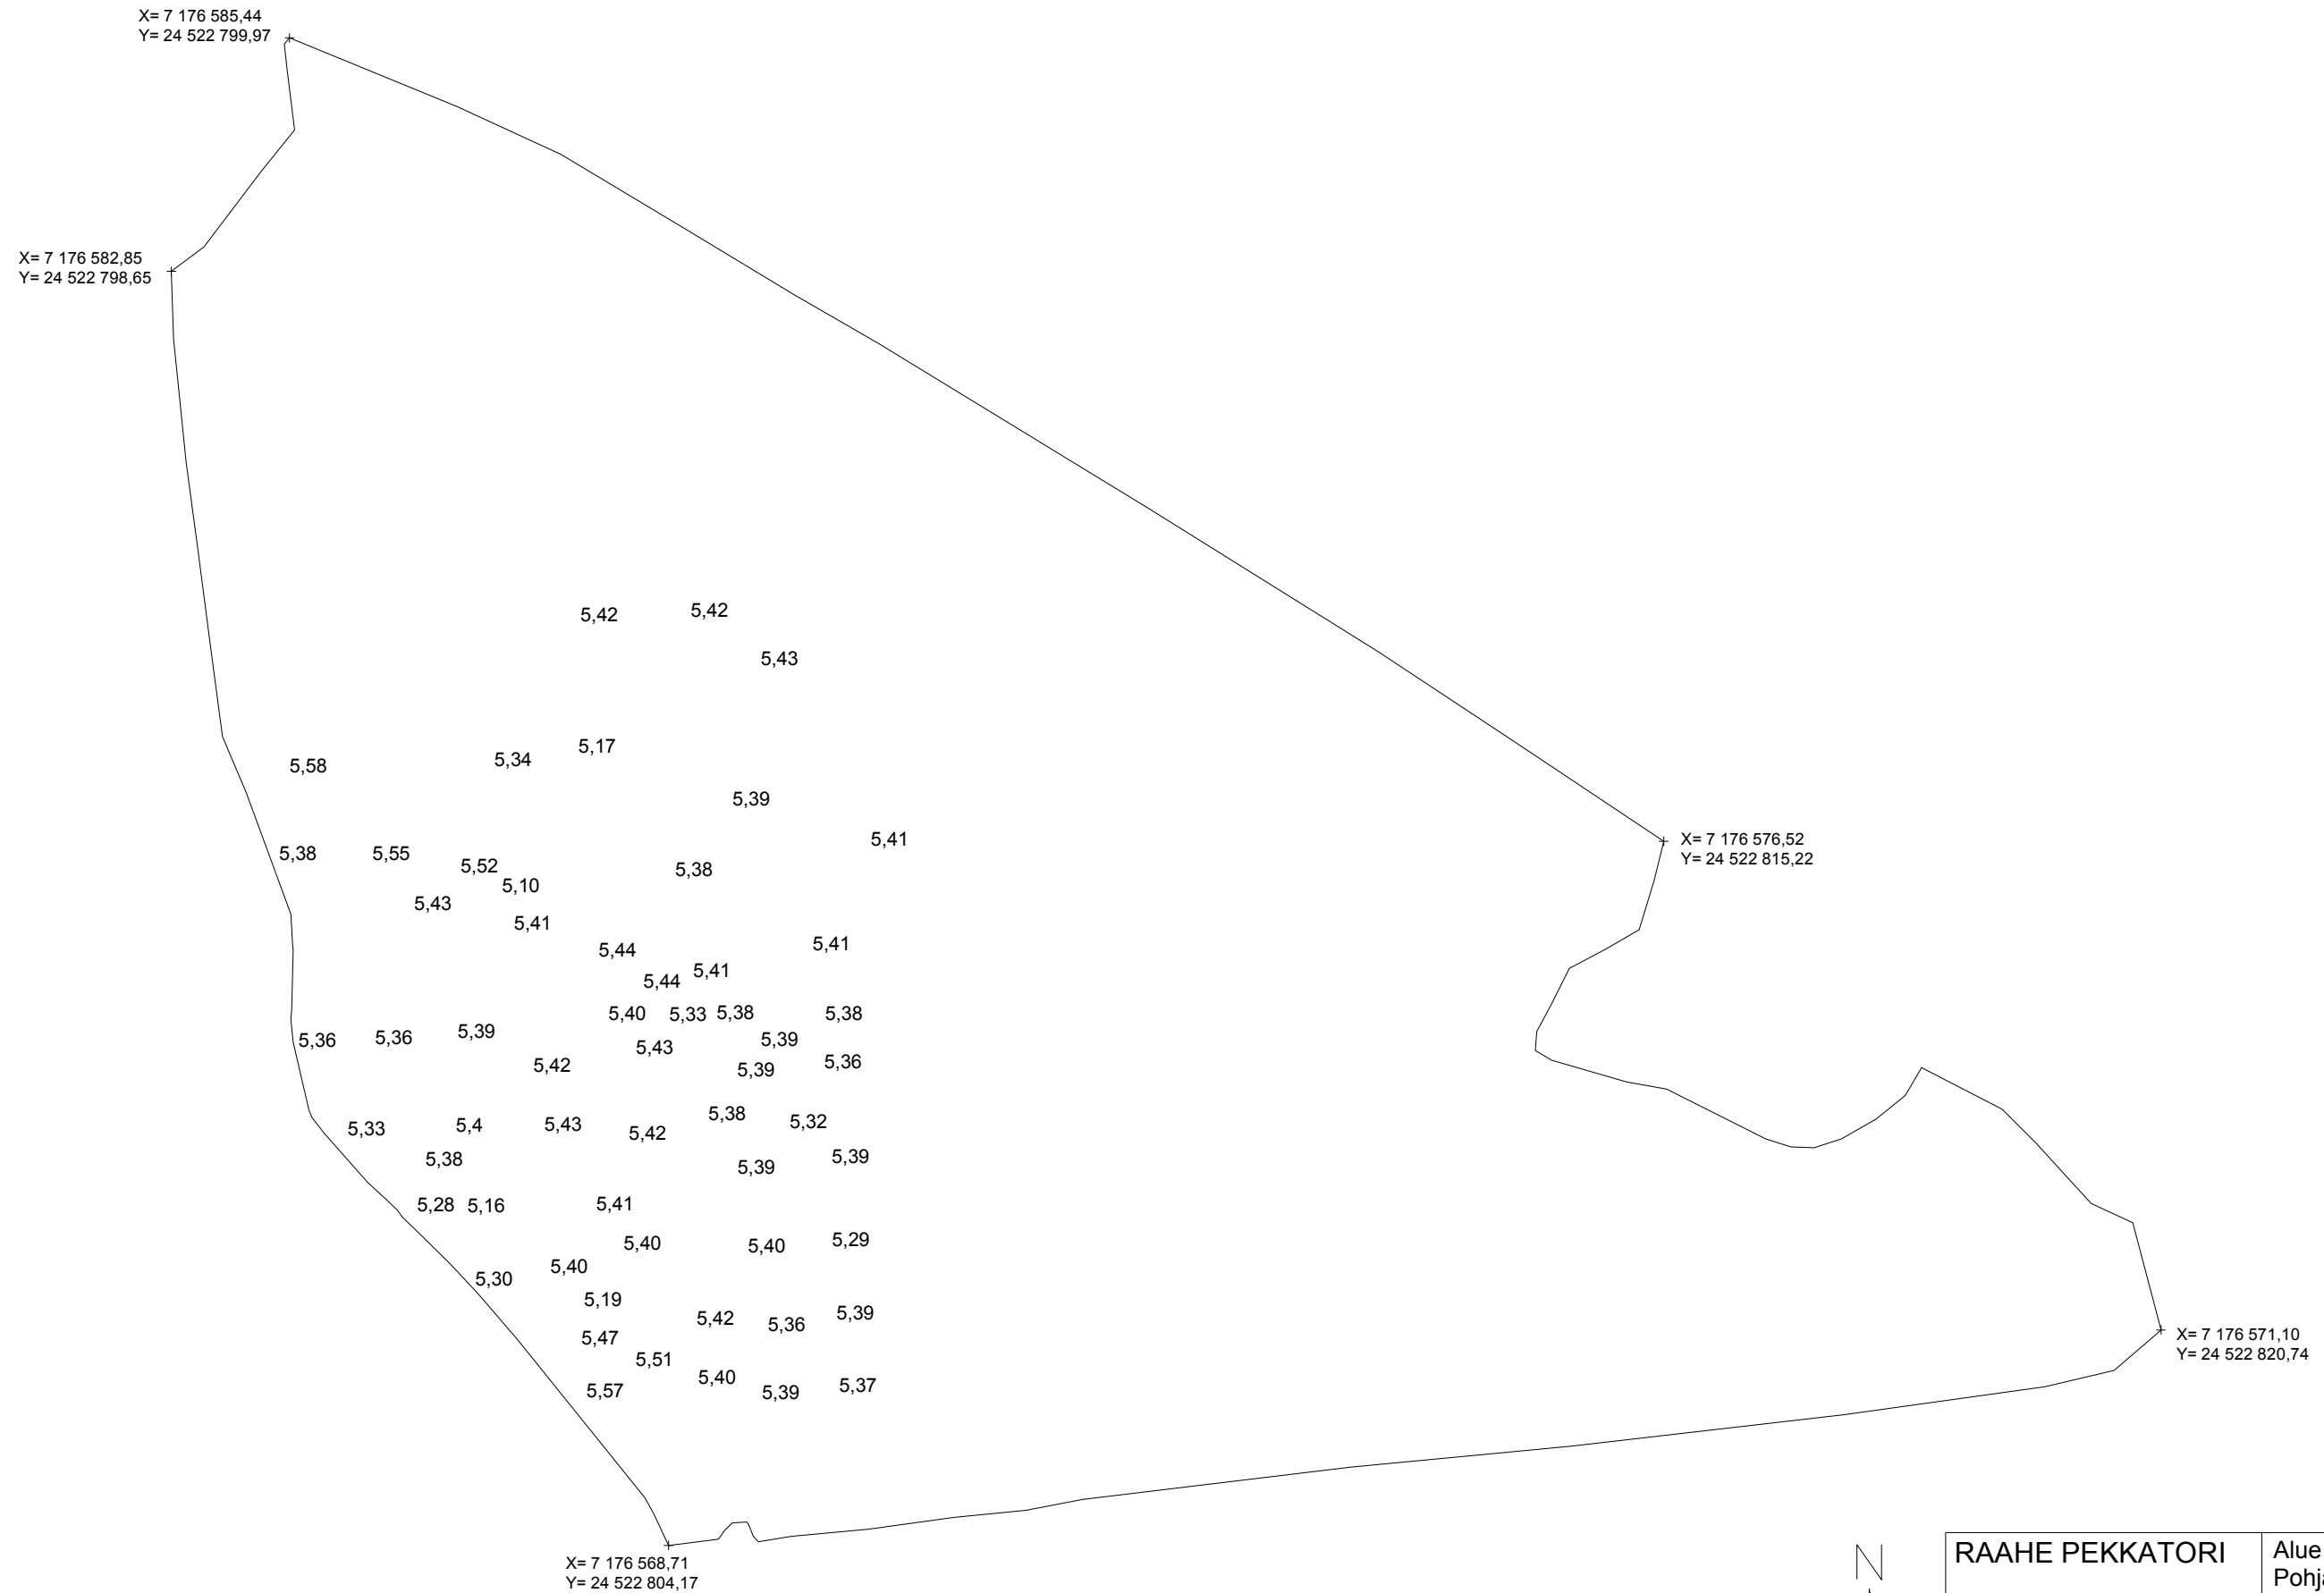 X= 7 176 585,44
Y= 24 522 799,97
X= 7 176 582,85
Y= 24 522 798,65
5,42 5,42
5,43
5,17
5,34
5,58
5,39
5,41
5,38 5,55
5,52
5,38
5,10
5,43
5,41
5,44
5,41
5,41
5,44
X= 7 176 576,52
Y= 24 522 815,22
5,40 5,33 5,38 5,38
5,36 5,36 5,39
5,39
5,43
5,42
5,36
5,39
5,38
5,33 5,4 5,43
5,32
5,42
5,38
5,39
5,39
5,28 5,16 5,41
5,40 5,40 5,29
5,40
5,30
5,19
5,42 5,36 5,39
5,47
5,51
5,40
5,57 5,39 5,37
X= 7 176 571,10
Y= 24 522 820,74
X= 7 176 568,71
Y= 24 522 804,17
N
RAAHE PEKKATORI
Alue
Pohja